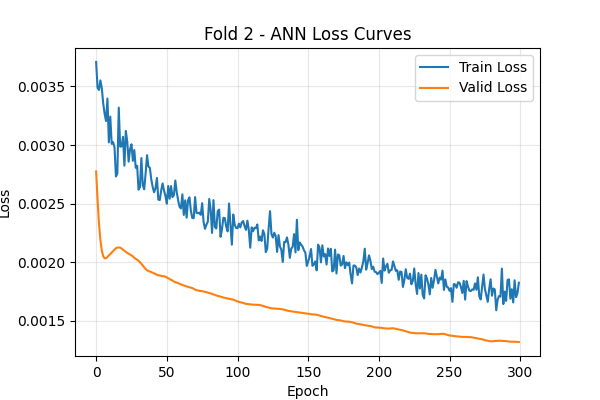 Fold 2 - ANN Loss Curves
Train Loss
Valid Loss
Loss
0.0035
0.0030
0.0025
0.0020
0.0015
0 50 100 150 200 250 300
Epoch